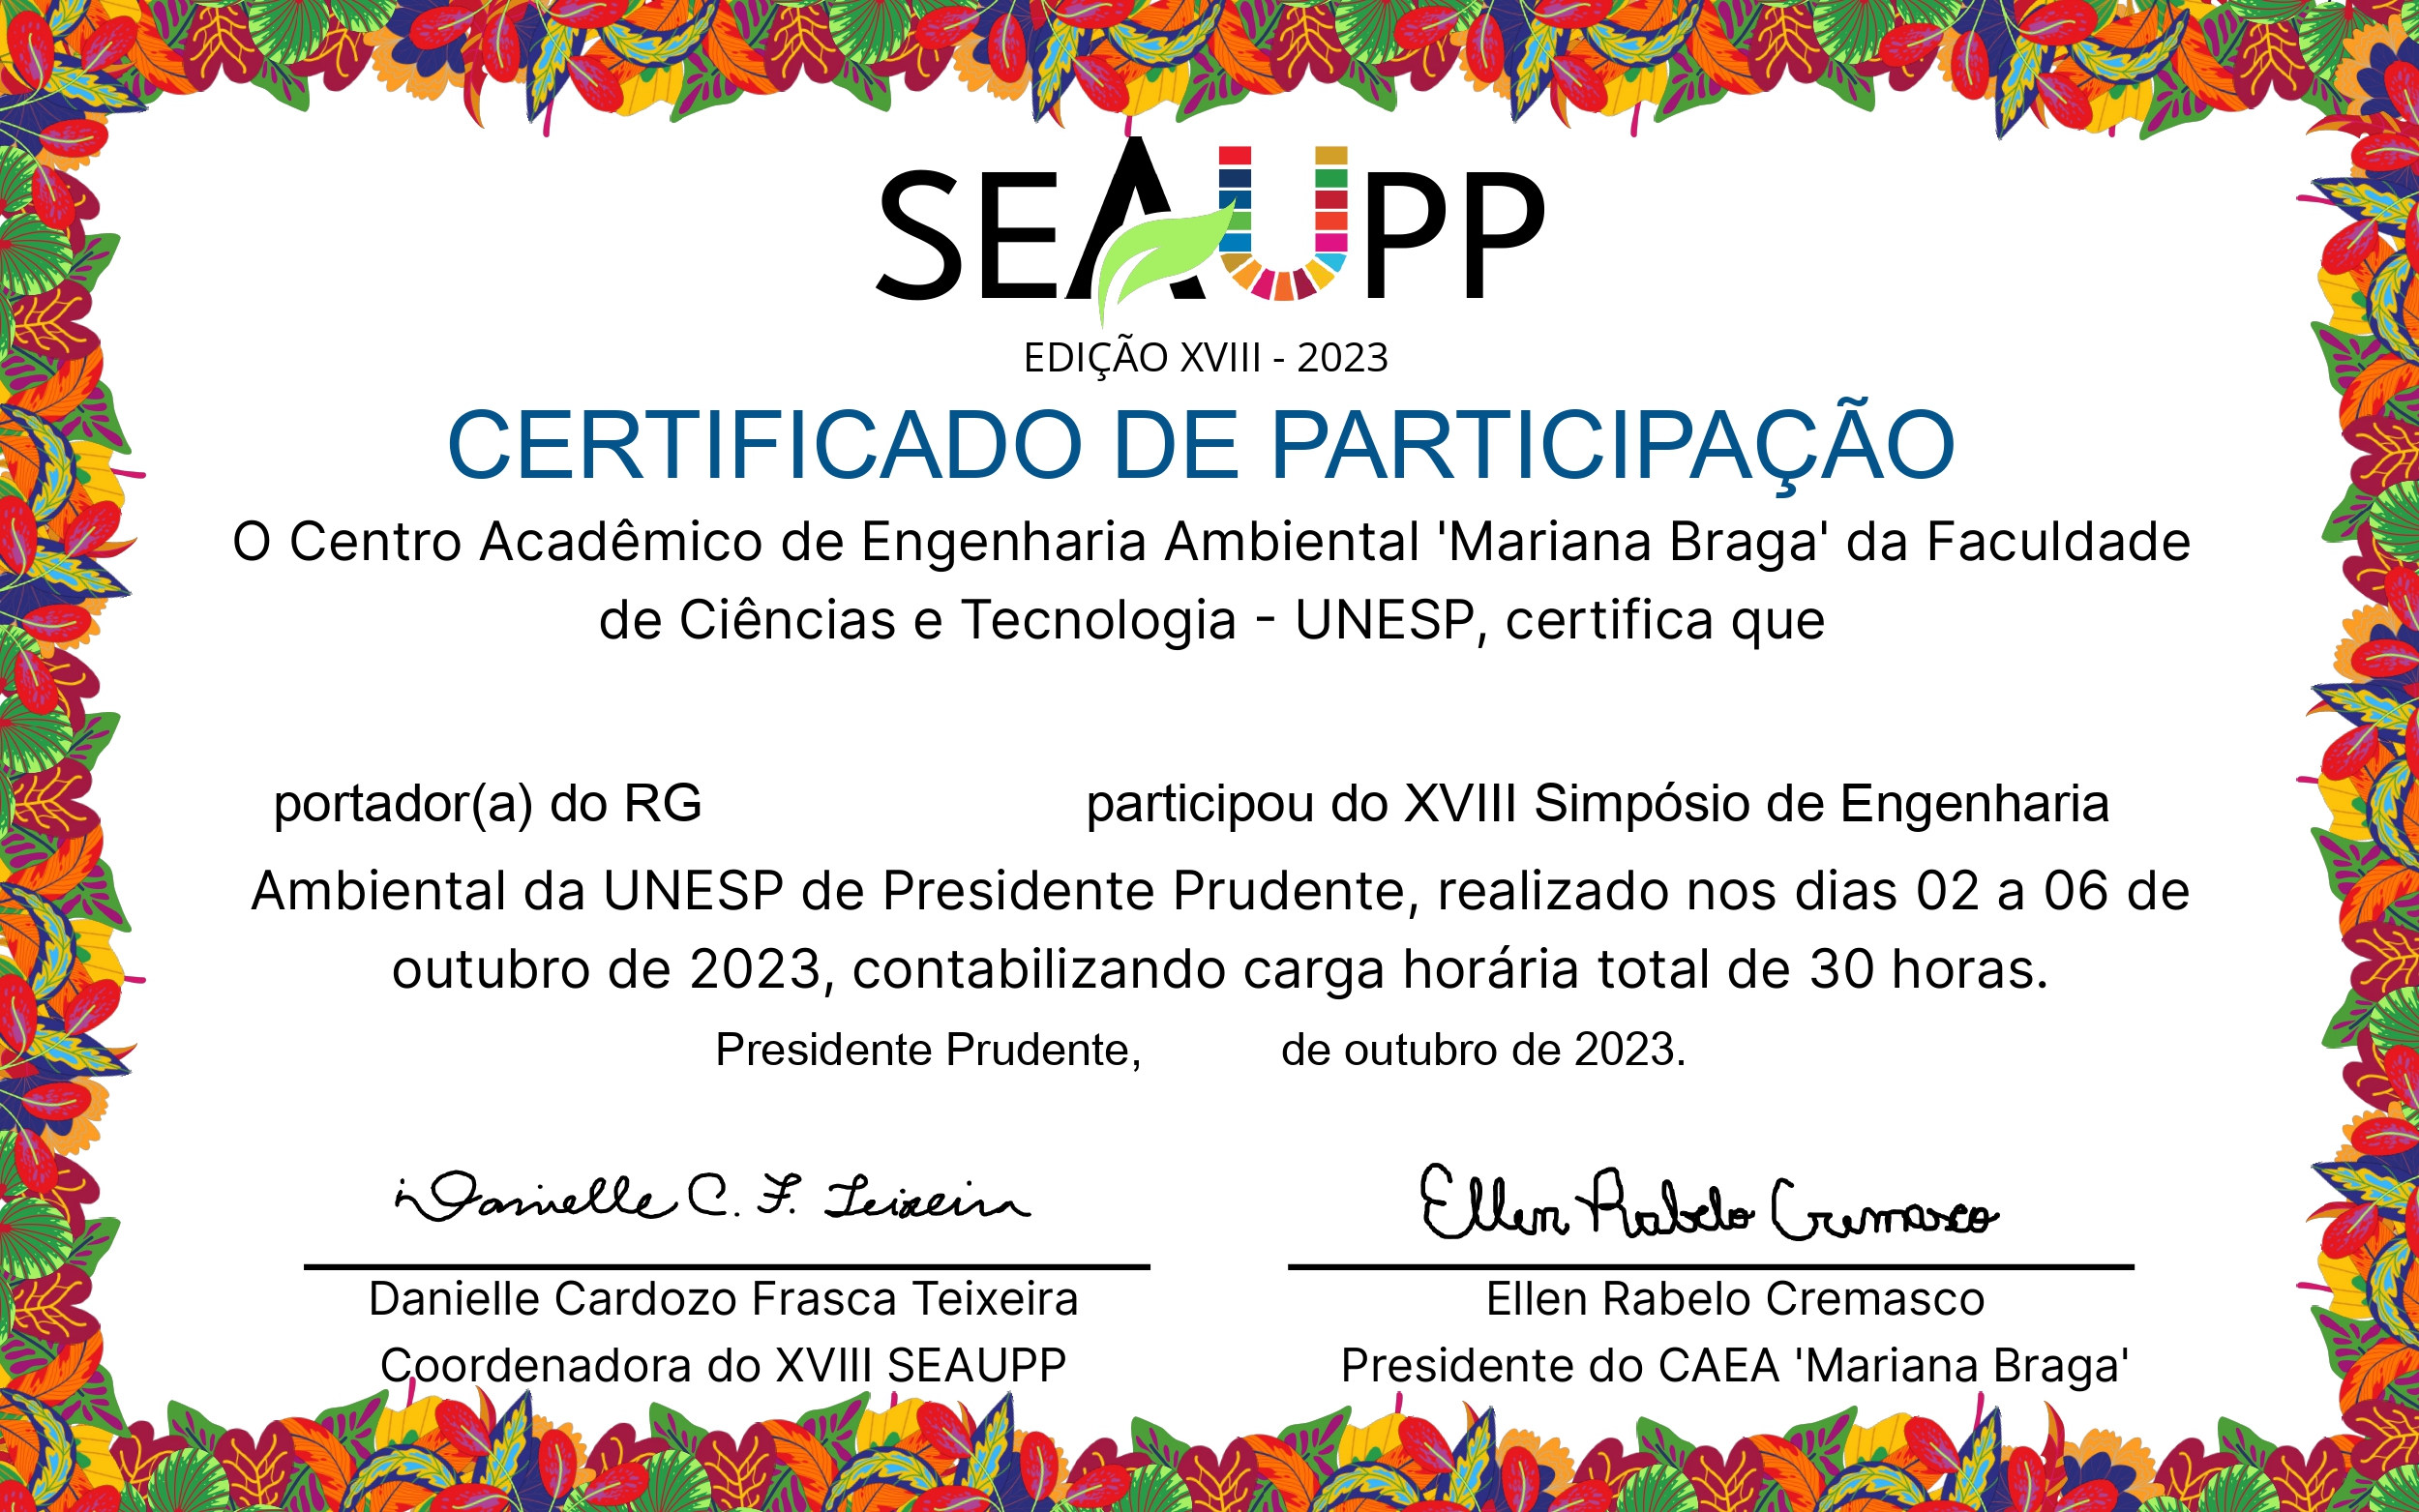 SEAUPP
EDIÇÃO XVIII - 2023
CERTIFICADO DE PARTICIPAÇÃO
O Centro Acadêmico de Engenharia Ambiental 'Mariana Braga' da Faculdade
de Ciências e Tecnologia - UNESP, certifica que
portador(a) do RG participou do XVIII Simpósio de Engenharia
Ambiental da UNESP de Presidente Prudente, realizado nos dias 02 a 06 de
outubro de 2023, contabilizando carga horária total de 30 horas.
Presidente Prudente, de outubro de 2023.
Danielle C. F. Teixeira
Ellen Rabelo Cremasco
Danielle Cardozo Frasca Teixeira
Ellen Rabelo Cremasco
Coordenadora do XVIII SEAUPP
Presidente do CAEA 'Mariana Braga'